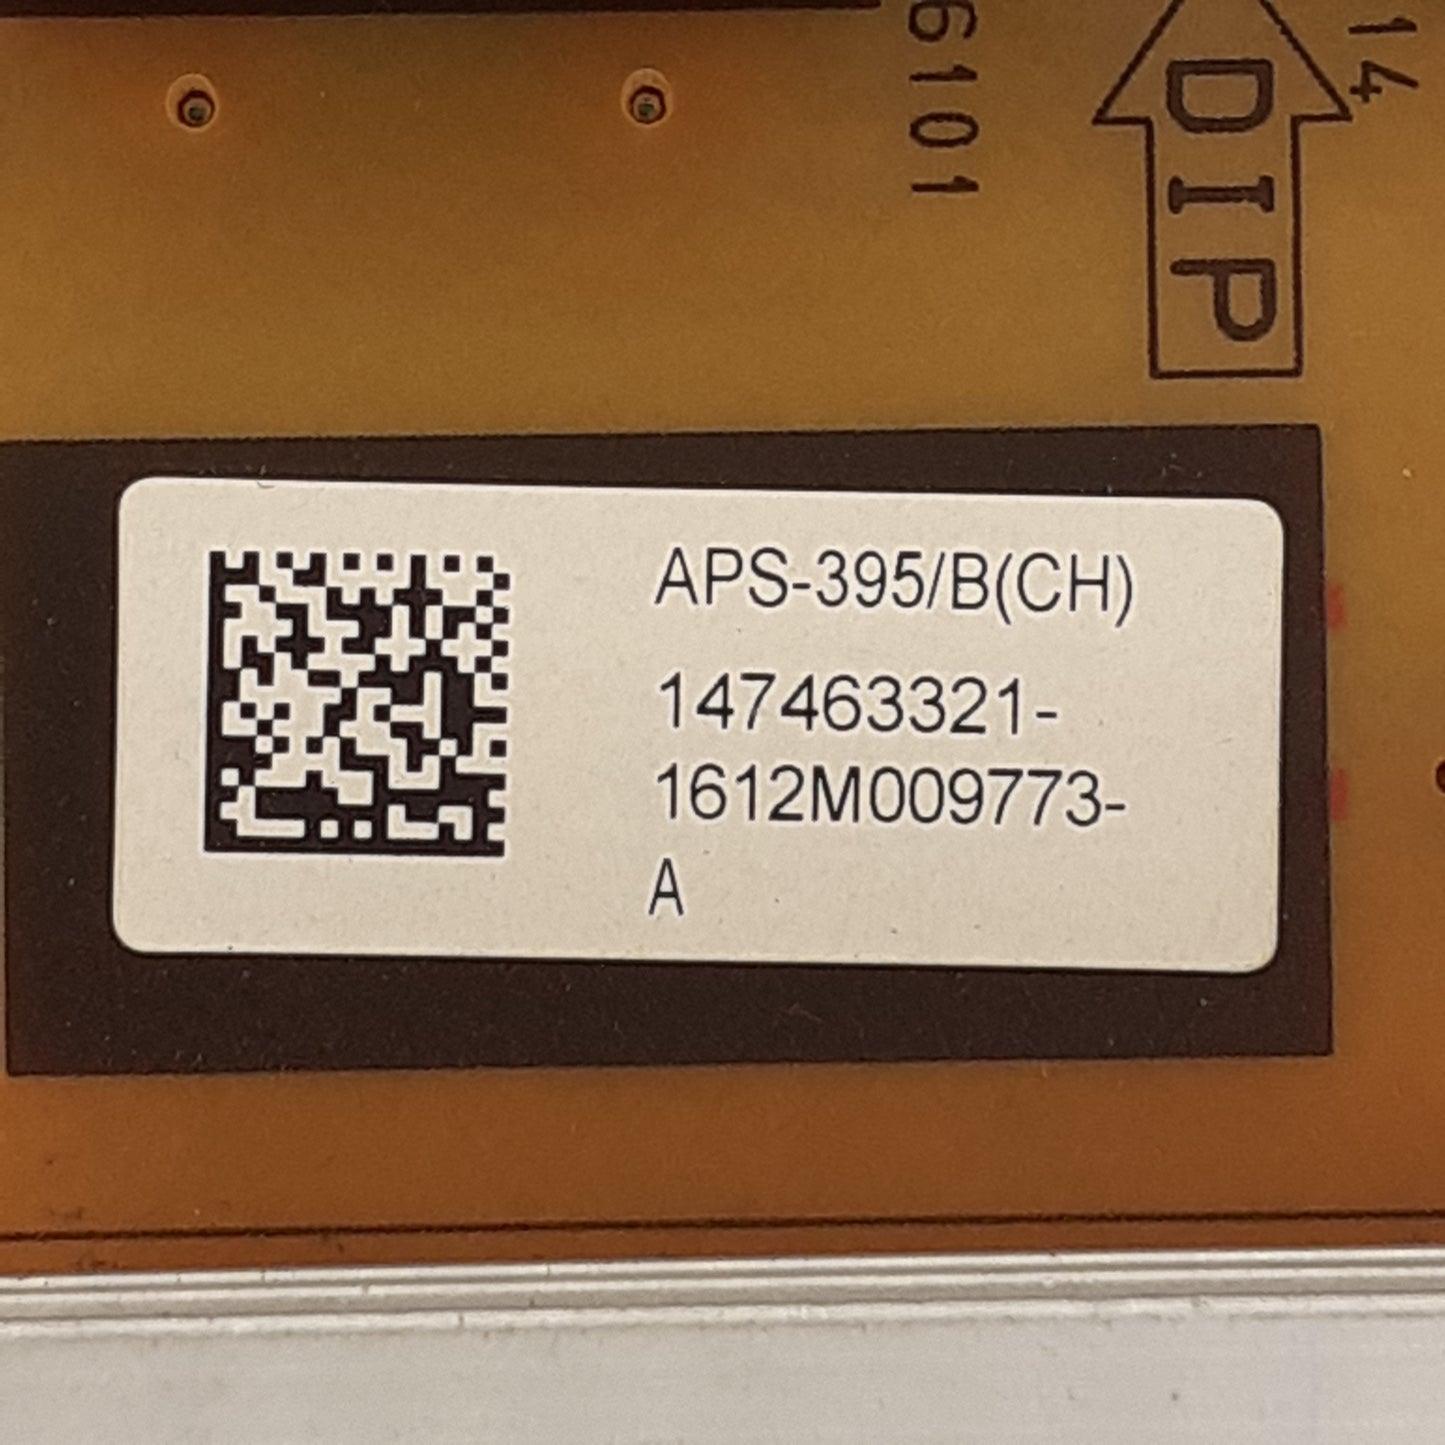 6101
14
DIP
APS-395/B(CH)
147463321-
1612M009773-
A